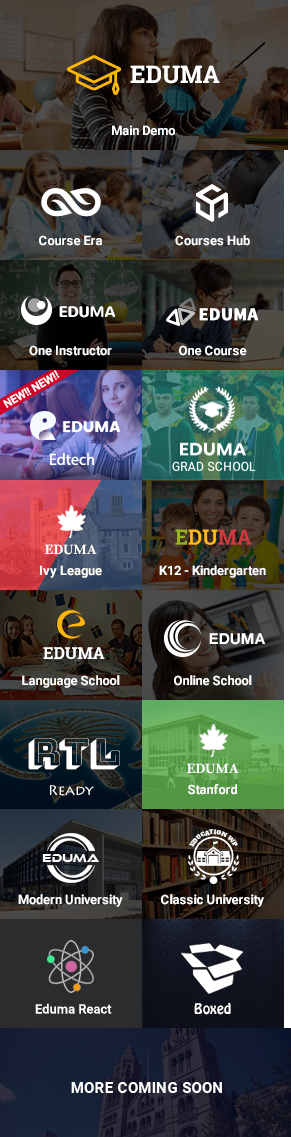 EDUMA
Main Demo
Course Era
Courses Hub
EDUMA
One Instructor
EDUMA
One Course
NEW!! NEW!!
EDUMA
Edtech
EDUMA
GRAD SCHOOL
EDUMA
Ivy League
EDUMA
K12 - Kindergarten
EDUMA
Language School
EDUMA
Online School
RTL
READY
EDUMA
Stanford
EDUMA
Modern University
EDUCATION WP
Classic University
Eduma React
Boxed
MORE COMING SOON